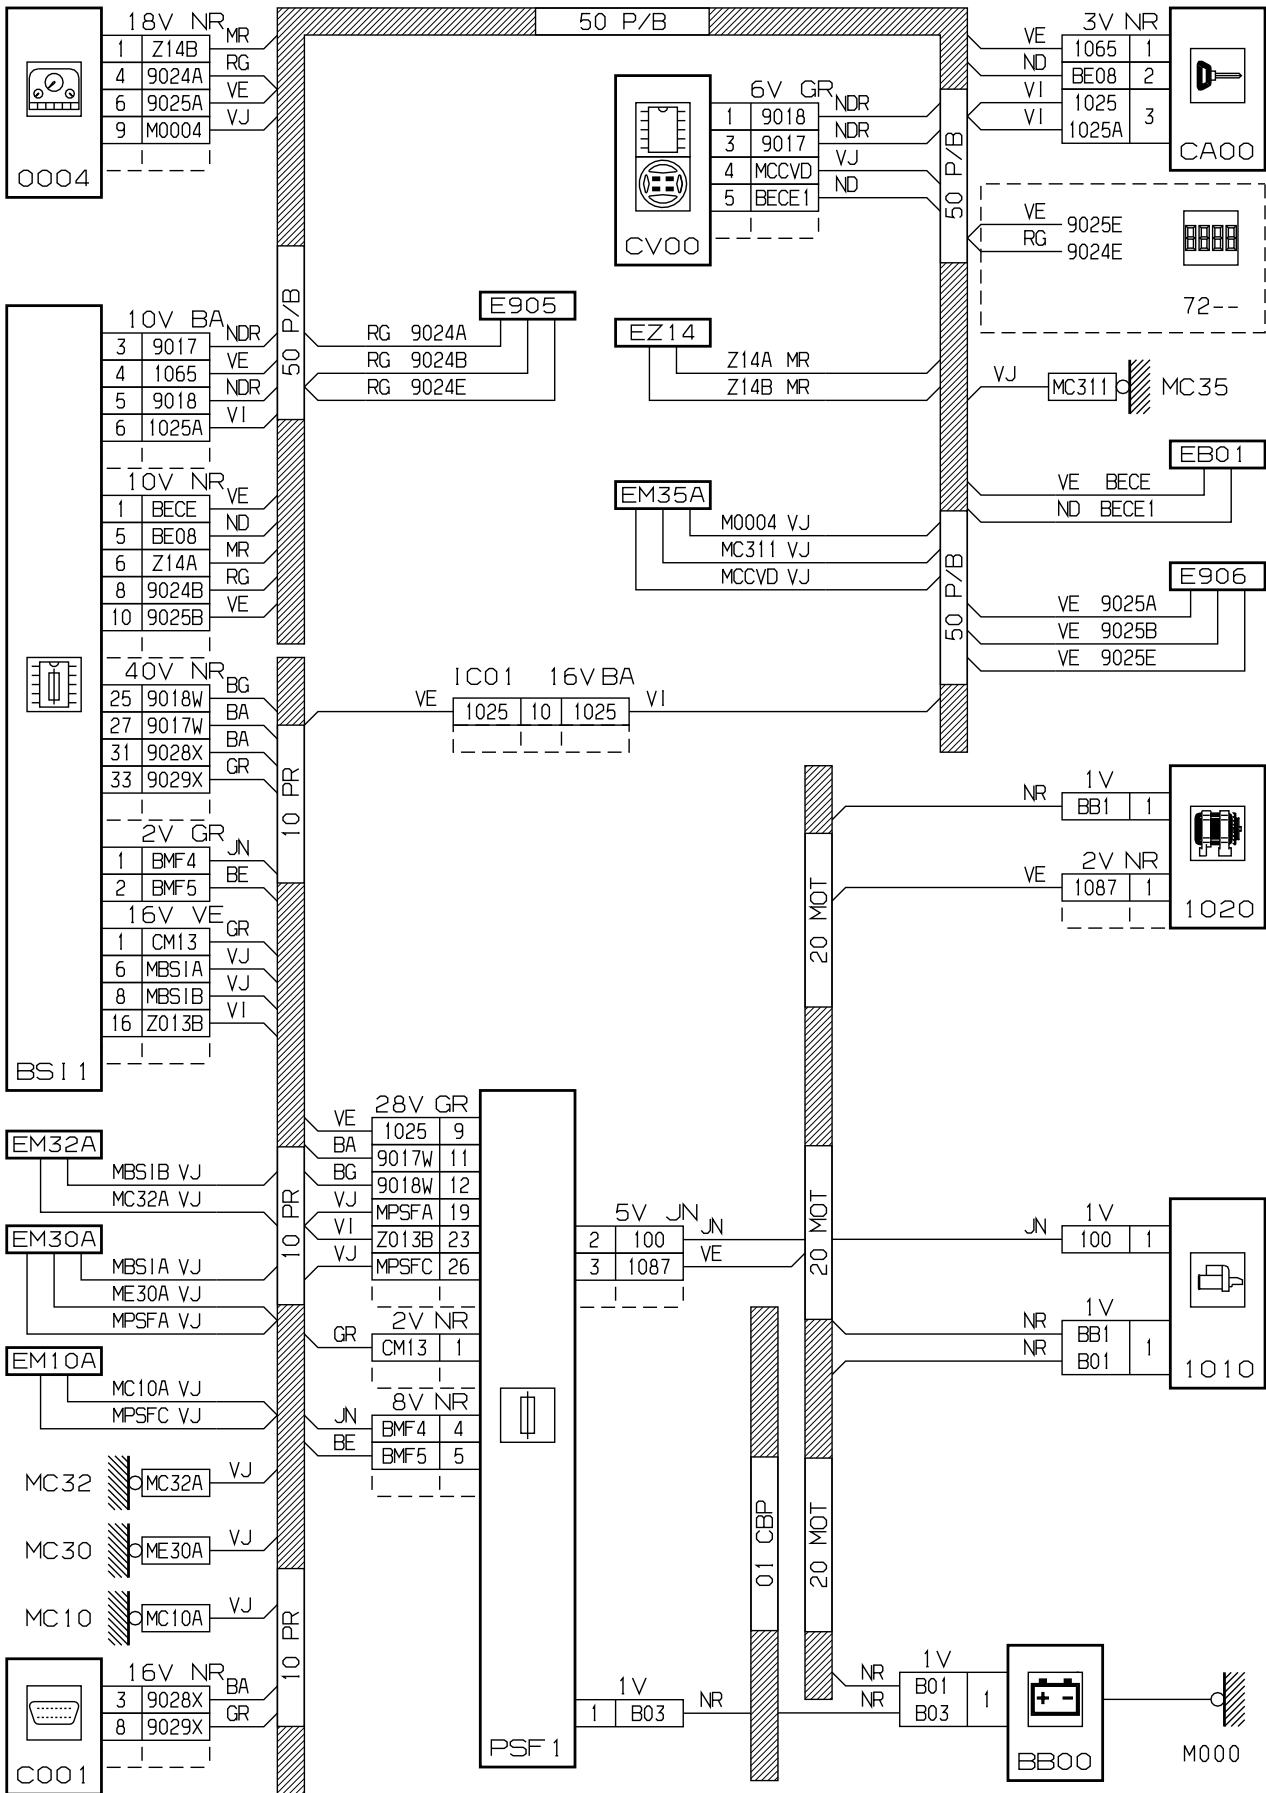 50 P/B
18V NR
1 Z14B MR
4 9024A RG
6 9025A VE
9 M0004 VJ
0004
3V NR
VE 1065 1
ND BE08 2
VI 1025 3
VI 1025A
CA00
6V GR
1 9018 NDR
3 9017 NDR
4 MCCVD VJ
5 BECE1 ND
CV00
50 P/B
VE 9025E
RG 9024E
72--
10V BA
3 9017 NDR
4 1065 VE
5 9018 NDR
6 1025A VI
50 P/B
E905
RG 9024A
RG 9024B
RG 9024E
EZ14
Z14A MR
Z14B MR
VJ MC311 MC35
10V NR
1 BECE VE
5 BE08 ND
6 Z14A MR
8 9024B RG
10 9025B VE
EM35A
M0004 VJ
MC311 VJ
MCCVD VJ
EB01
VE BECE
ND BECE1
50 P/B
E906
VE 9025A
VE 9025B
VE 9025E
40V NR
25 9018W BG
27 9017W BA
31 9028X BA
33 9029X GR
10 PR
IC01 16V BA
VE 1025 10 1025 VI
2V GR
1 BMF4 JN
2 BMF5 BE
16V VE
1 CM13 GR
6 MBSIA VJ
8 MBSIB VJ
16 Z013B VI
BSI1
20 MOT
1V
NR BB1 1
2V NR
VE 1087 1
1020
28V GR
VE 1025 9
BA 9017W 11
BG 9018W 12
VJ MPSFA 19
VI Z013B 23
VJ MPSFC 26
2V NR
GR CM13 1
8V NR
JN BMF4 4
BE BMF5 5
EM32A
MBSIB VJ
MC32A VJ
10 PR
EM30A
MBSIA VJ
ME30A VJ
MPSFA VJ
EM10A
MC10A VJ
MPSFC VJ
5V JN
2 100 JN
3 1087 VE
20 MOT
1V
JN 100 1
1V
NR BB1 1
NR B01
1010
MC32 MC32A VJ
MC30 ME30A VJ
MC10 MC10A VJ
01 CBP
20 MOT
10 PR
16V NR
3 9028X BA
8 9029X GR
C001
1V
1 B03 NR
PSF1
1V
NR B01 1
NR B03
BB00
M000